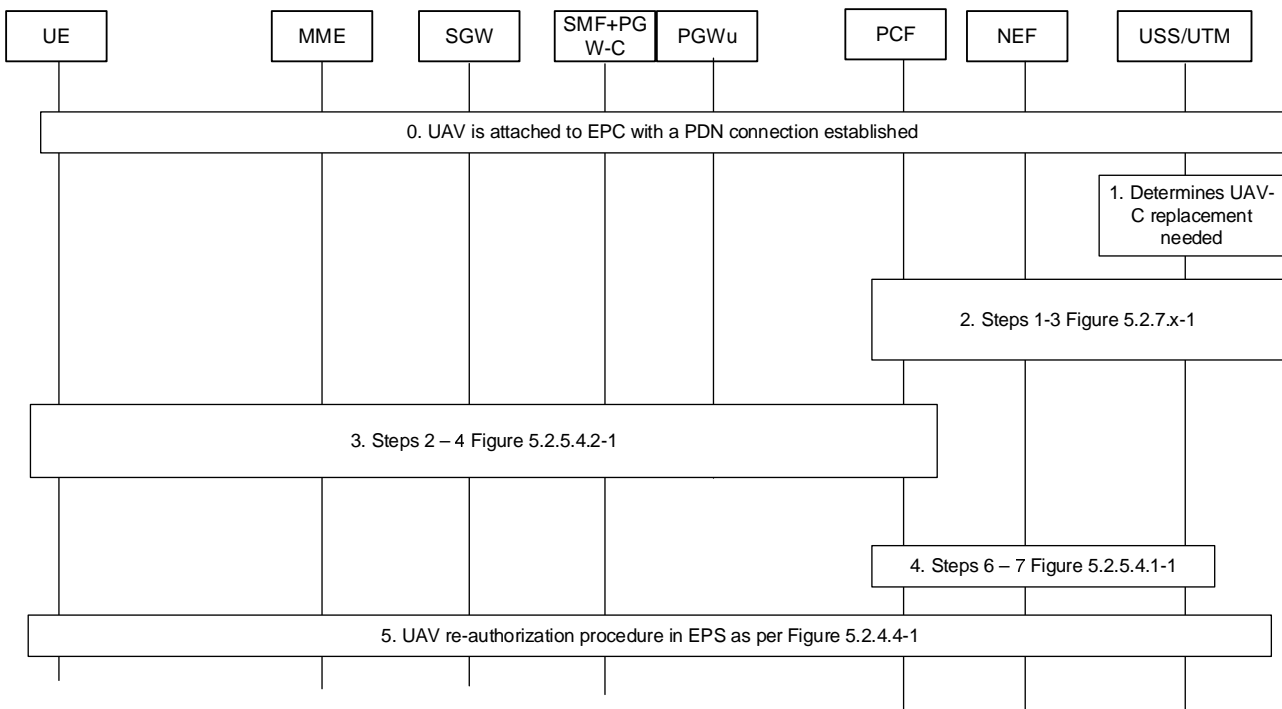 UE
MME
SGW
SMF+PG
W-C
PGWu
PCF
NEF
USS/UTM
0. UAV is attached to EPC with a PDN connection established
1. Determines UAV-
C replacement
needed
2. Steps 1-3 Figure 5.2.7.x-1
3. Steps 2 – 4 Figure 5.2.5.4.2-1
4. Steps 6 – 7 Figure 5.2.5.4.1-1
5. UAV re-authorization procedure in EPS as per Figure 5.2.4.4-1